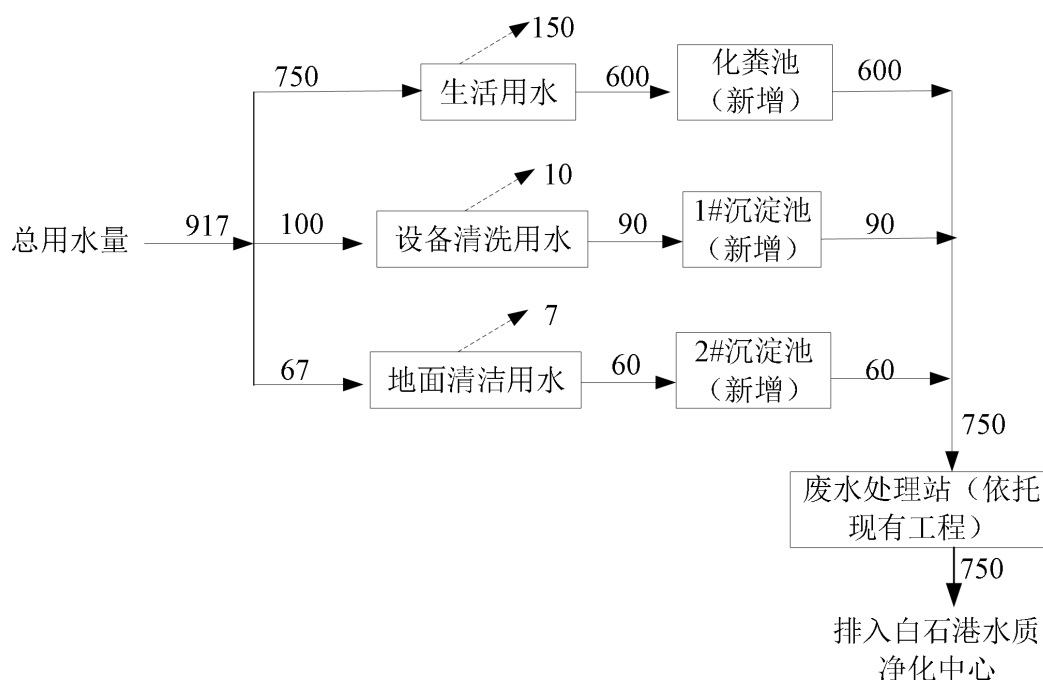 150
750
生活用水
600
化粪池
（新增）
600
10
总用水量
917
100
设备清洗用水
90
1#沉淀池
（新增）
90
7
67
地面清洁用水
60
2#沉淀池
（新增）
60
750
废水处理站（依托
现有工程）
750
排入白石港水质
净化中心